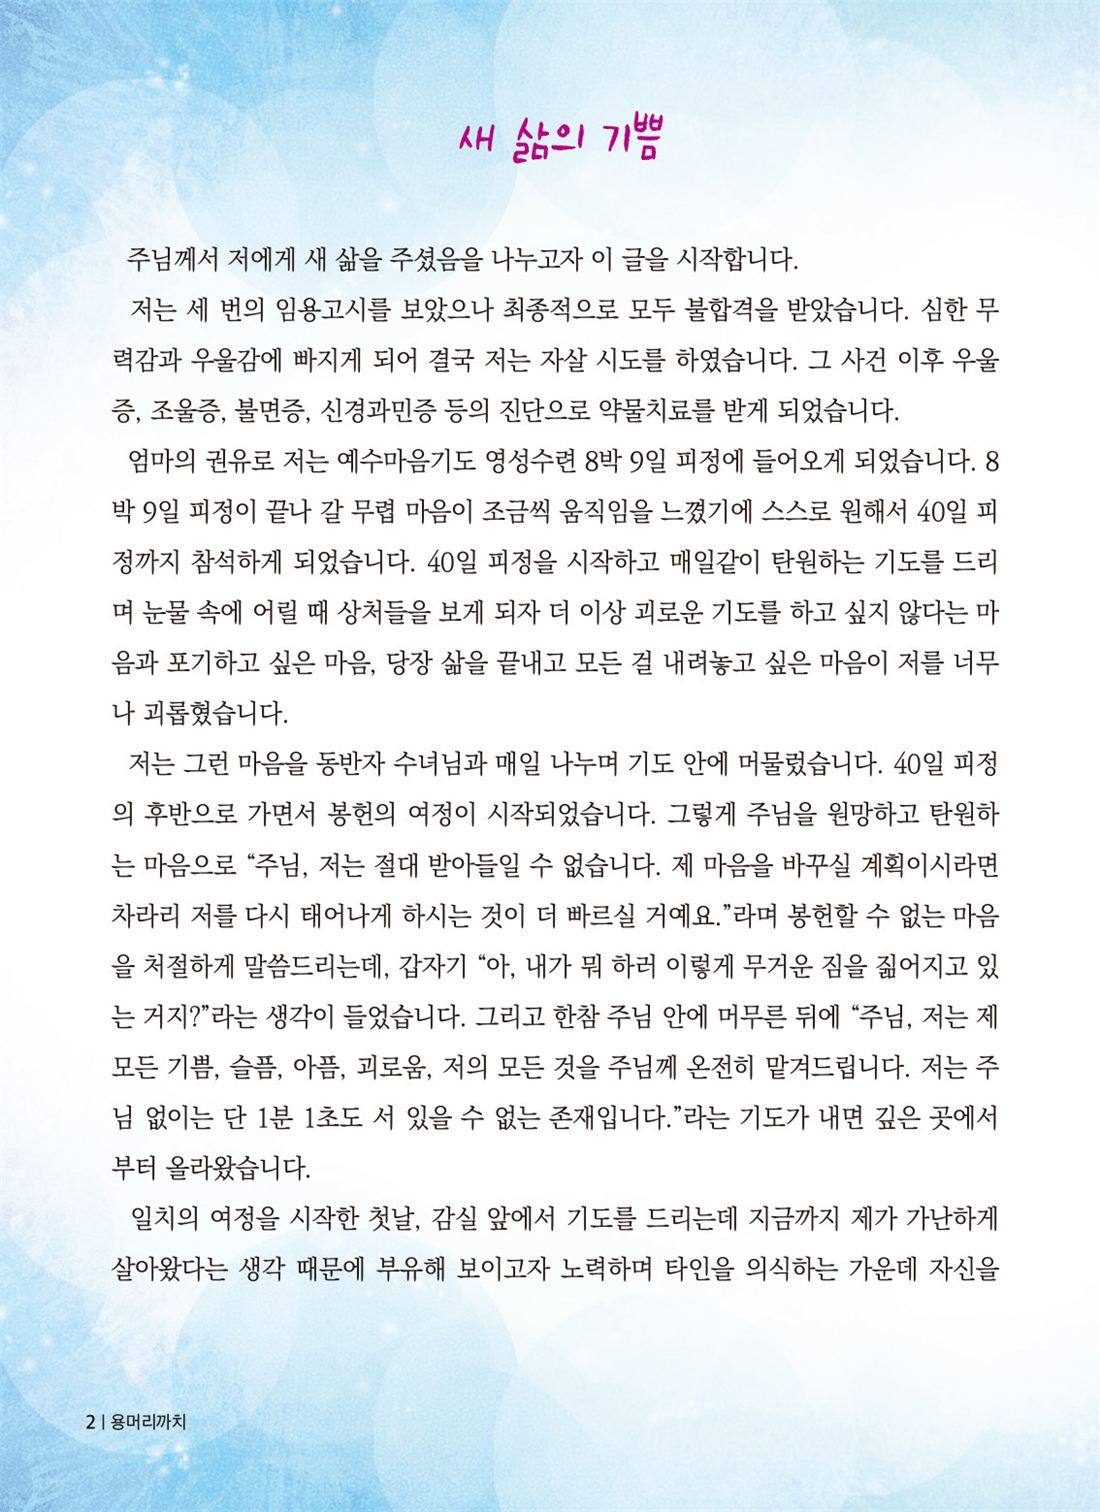 새 삶의 기쁨
주님께서 저에게 새 삶을 주셨음을 나누고자 이 글을 시작합니다.
저는 세 번의 임용고시를 보았으나 최종적으로 모두 불합격을 받았습니다. 심한 무
력감과 우울감에 빠지게 되어 결국 저는 자살 시도를 하였습니다. 그 사건 이후 우울
증, 조울증, 불면증, 신경과민증 등의 진단으로 약물치료를 받게 되었습니다.
엄마의 권유로 저는 예수마음기도 영성수련 8박 9일 피정에 들어오게 되었습니다. 8
박 9일 피정이 끝나 갈 무렵 마음이 조금씩 움직임을 느꼈기에 스스로 원해서 40일 피
정까지 참석하게 되었습니다. 40일 피정을 시작하고 매일같이 탄원하는 기도를 드리
며 눈물 속에 어릴 때 상처들을 보게 되자 더 이상 괴로운 기도를 하고 싶지 않다는 마
음과 포기하고 싶은 마음, 당장 삶을 끝내고 모든 걸 내려놓고 싶은 마음이 저를 너무
나 괴롭혔습니다.
저는 그런 마음을 동반자 수녀님과 매일 나누며 기도 안에 머물렀습니다. 40일 피정
의 후반으로 가면서 봉헌의 여정이 시작되었습니다. 그렇게 주님을 원망하고 탄원하
는 마음으로 “주님, 저는 절대 받아들일 수 없습니다. 제 마음을 바꾸실 계획이시라면
차라리 저를 다시 태어나게 하시는 것이 더 빠르실 거예요.”라며 봉헌할 수 없는 마음
을 처절하게 말씀드리는데, 갑자기 “아, 내가 뭐 하러 이렇게 무거운 짐을 짊어지고 있
는 거지?”라는 생각이 들었습니다. 그리고 한참 주님 안에 머무른 뒤에 “주님, 저는 제
모든 기쁨, 슬픔, 아픔, 괴로움, 저의 모든 것을 주님께 온전히 맡겨드립니다. 저는 주
님 없이는 단 1분 1초도 서 있을 수 없는 존재입니다.”라는 기도가 내면 깊은 곳에서
부터 올라왔습니다.
일치의 여정을 시작한 첫날, 감실 앞에서 기도를 드리는데 지금까지 제가 가난하게
살아왔다는 생각 때문에 부유해 보이고자 노력하며 타인을 의식하는 가운데 자신을
2 | 용머리까치